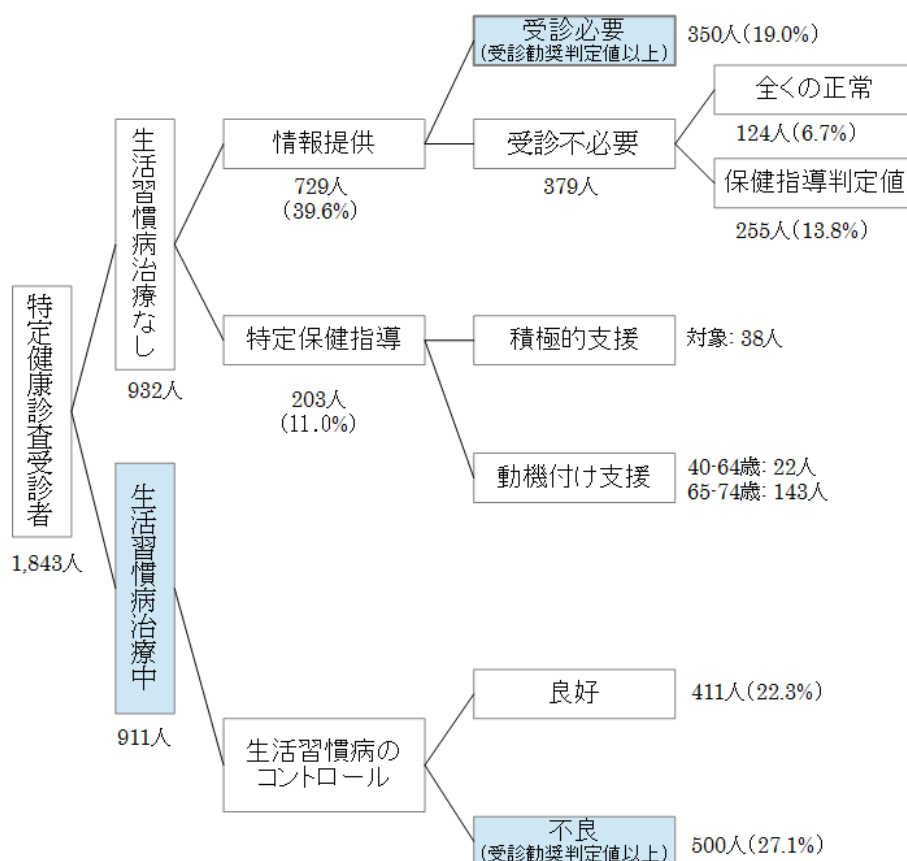 特定健康診査受診者
1,843人
生活習慣病治療なし
932人
情報提供
729人
(39.6%)
受診必要
(受診勧奨判定値以上)
350人(19.0%)
受診不必要
379人
全くの正常
124人(6.7%)
保健指導判定値
255人(13.8%)
特定保健指導
203人
(11.0%)
積極的支援
対象: 38人
動機付け支援
40-64歳: 22人
65-74歳: 143人
生活習慣病治療中
911人
生活習慣病の
コントロール
良好
411人(22.3%)
不良
(受診勧奨判定値以上)
500人(27.1%)